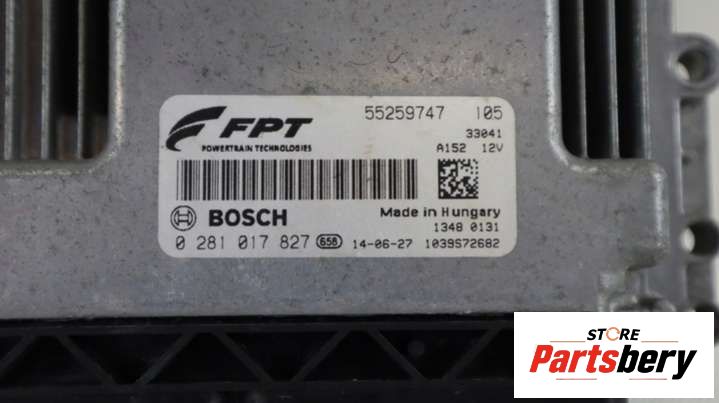 FPT 55259747 105
POWERTRAIN TECHNOLOGIES 33041
A152 12V
BOSCH Made in Hungary
1348 0131
0 281 017 827 658 14-06-27 1039S72682
STORE
Partsbery